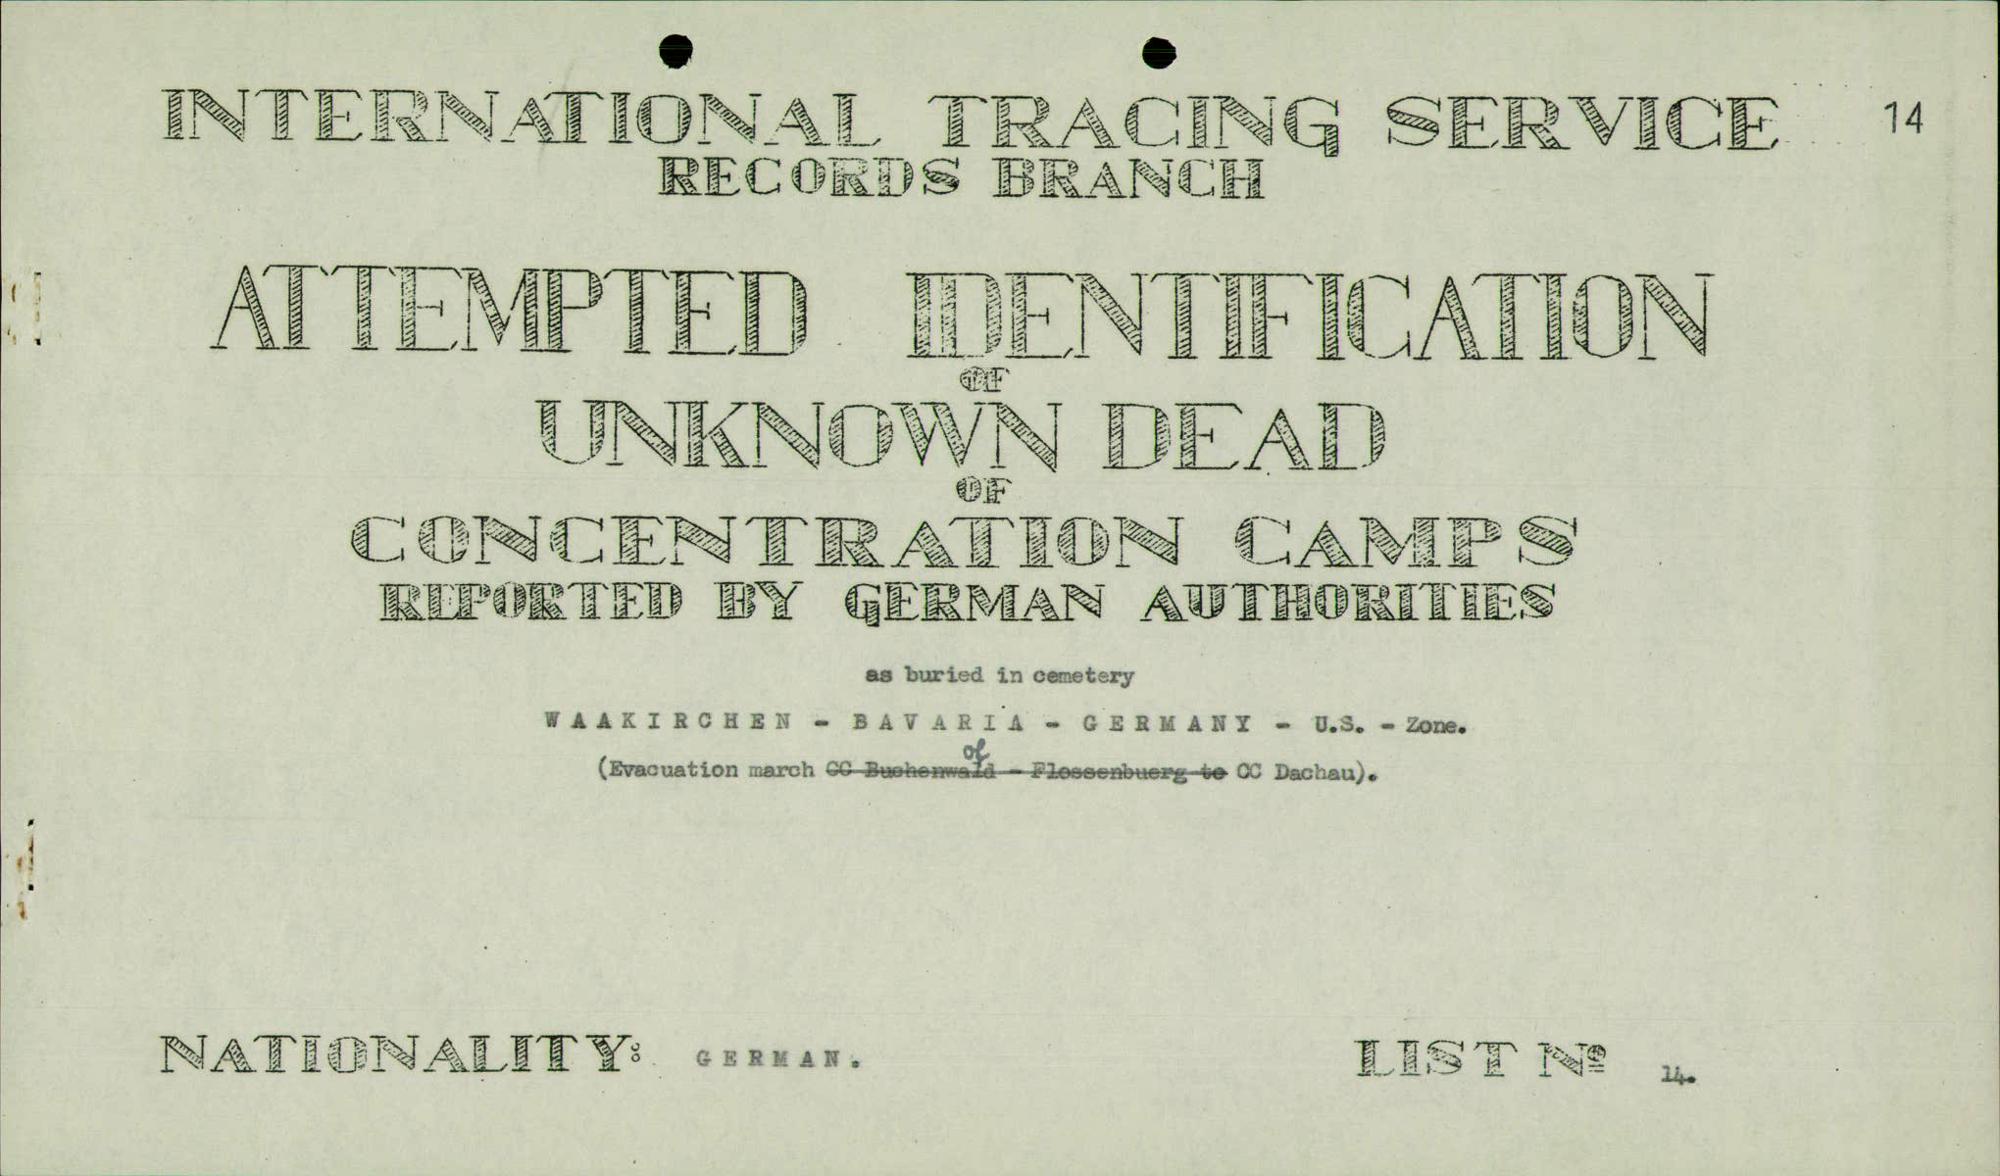 INTERNATIONAL TRACING SERVICE 14
RECORDS BRANCH
ATTEMPTED IDENTIFICATION
OF
UNKNOWN DEAD
OF
CONCENTRATION CAMPS
REPORTED BY GERMAN AUTHORITIES
as buried in cemetery
WAAKIRCHEN - BAVARIA - GERMANY - U.S. - Zone.
of
(Evacuation march CC Buchenwald - Flossenbuerg to CC Dachau).
NATIONALITY: GERMAN. LIST Nº 14.